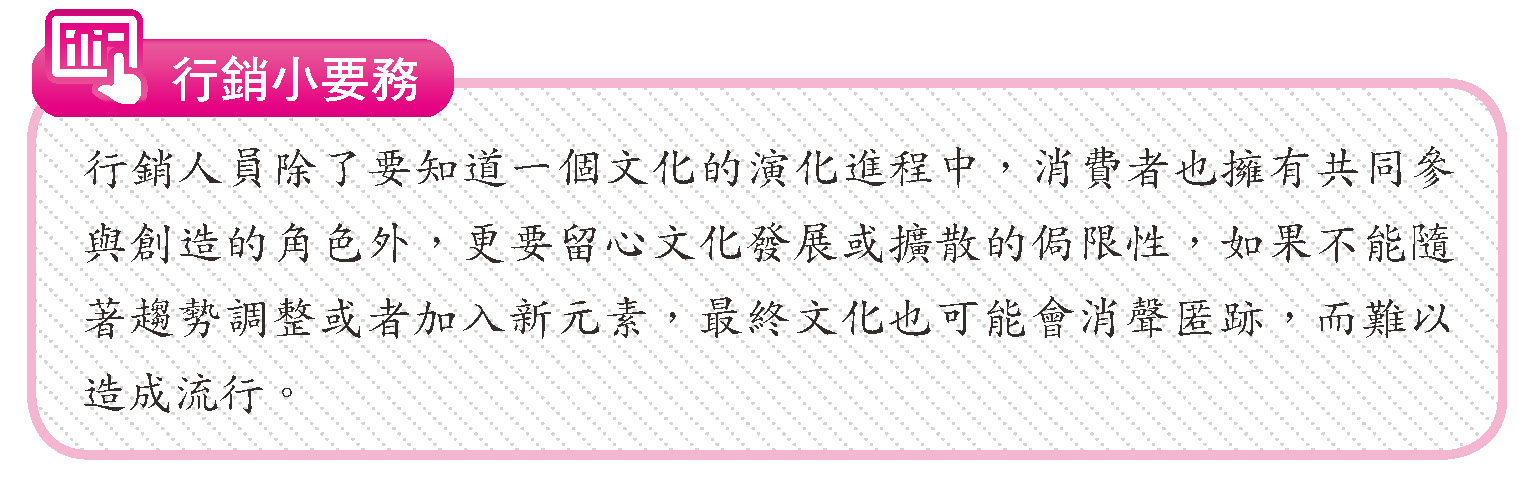 行銷小要務
行銷人員除了要知道一個文化的演化進程中，消費者也擁有共同參
與創造的角色外，更要留心文化發展或擴散的侷限性，如果不能隨
著趨勢調整或者加入新元素，最終文化也可能會消聲匿跡，而難以
造成流行。